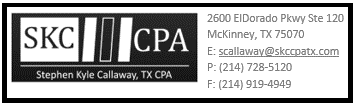 SKC CPA
Stephen Kyle Callaway, TX CPA
2600 ElDorado Pkwy Ste 120
McKinney, TX 75070
E: scallaway@skccpatx.com
P: (214) 728-5120
F: (214) 919-4949